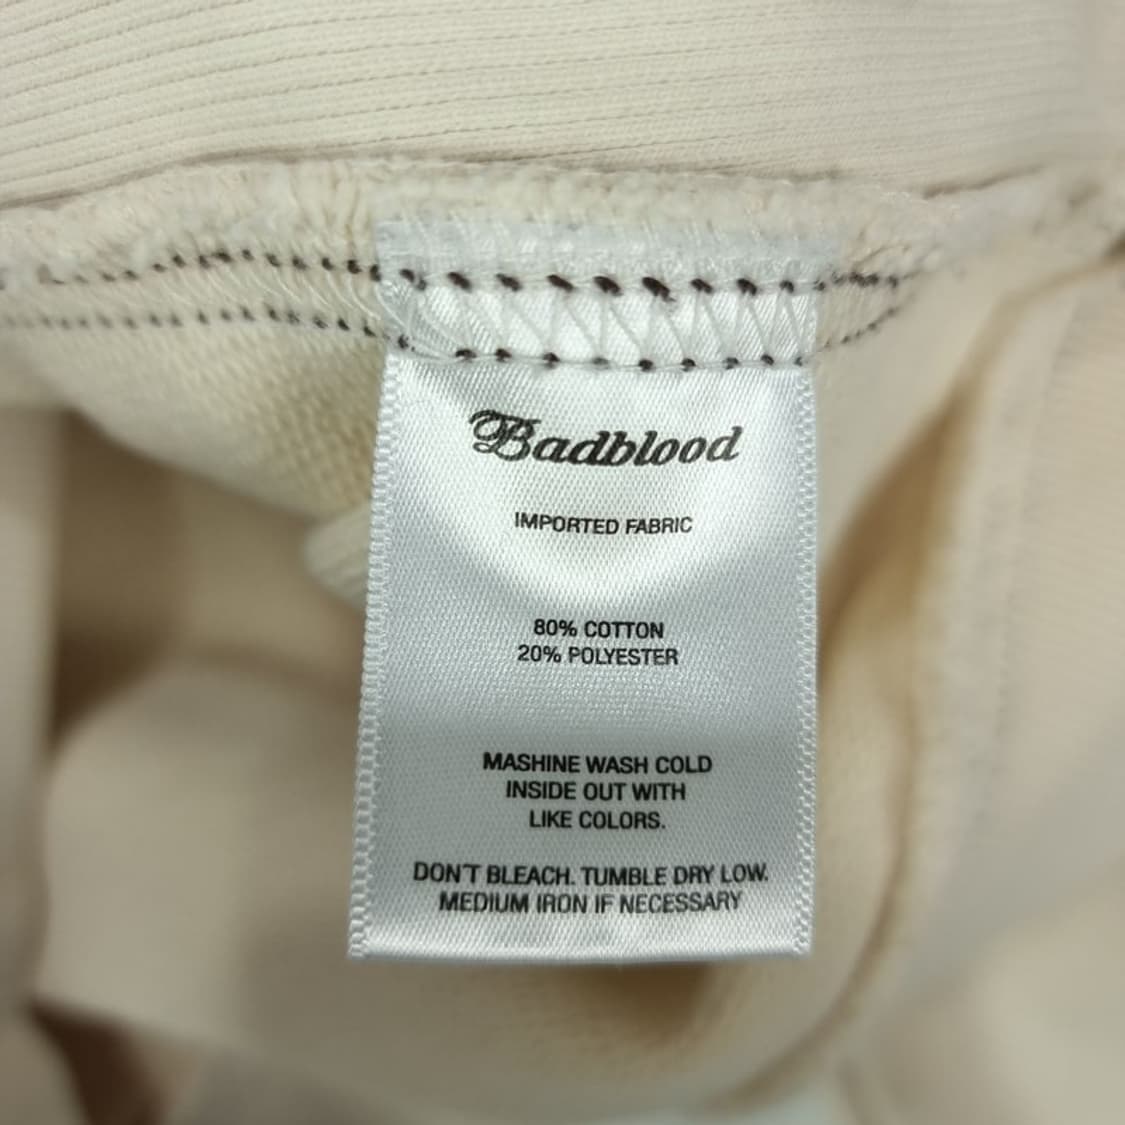 Badblood
IMPORTED FABRIC
80% COTTON
20% POLYESTER
MASHINE WASH COLD
INSIDE OUT WITH
LIKE COLORS.
DON'T BLEACH. TUMBLE DRY LOW.
MEDIUM IRON IF NECESSARY